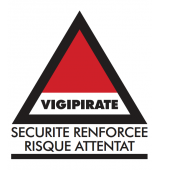 VIGIPIRATE
SECURITE RENFORCEE
RISQUE ATTENTAT